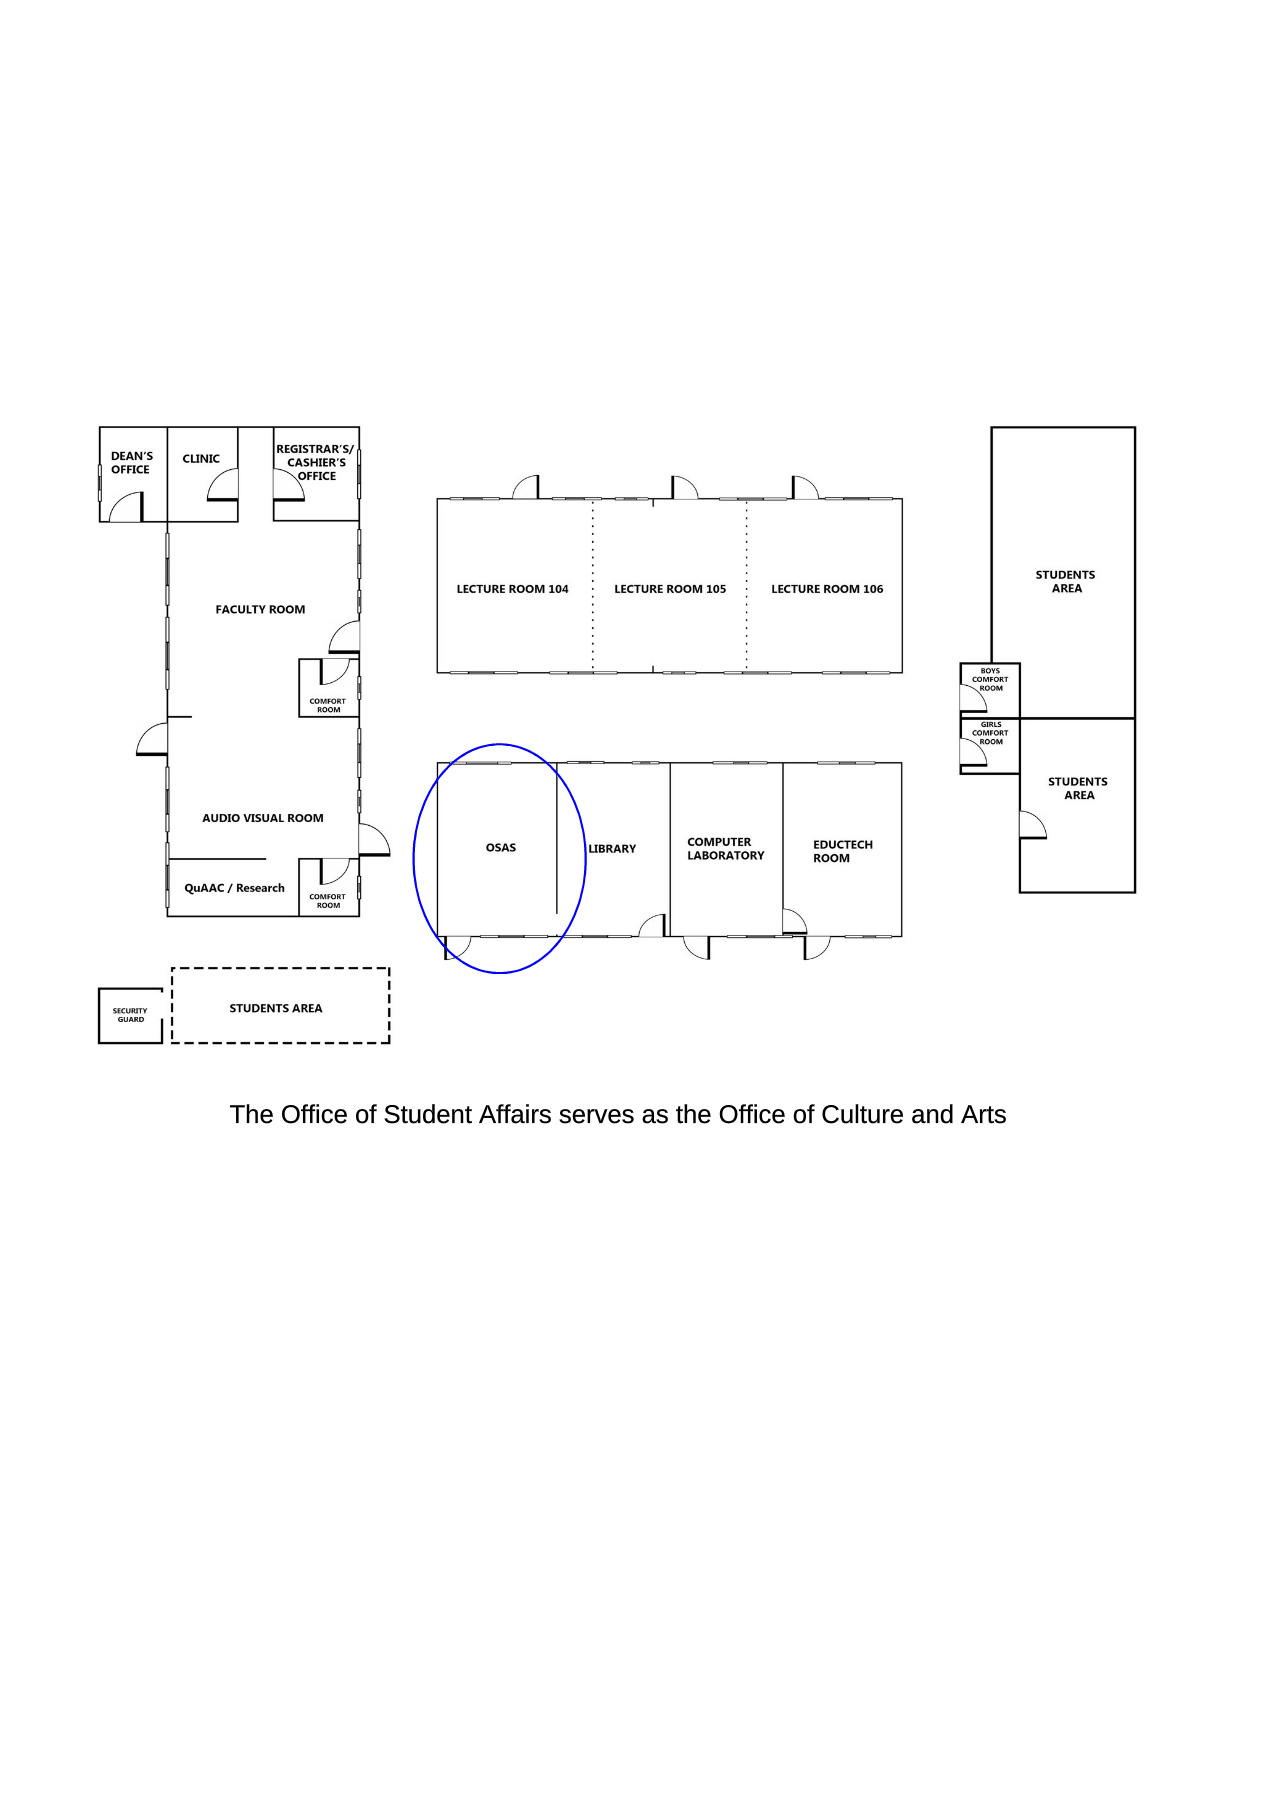 DEAN'S
OFFICE
CLINIC
REGISTRAR'S/
CASHIER'S
OFFICE
FACULTY ROOM
COMFORT
ROOM
AUDIO VISUAL ROOM
QuAAC / Research
COMFORT
ROOM
SECURITY
GUARD
STUDENTS AREA
LECTURE ROOM 104
LECTURE ROOM 105
LECTURE ROOM 106
OSAS
LIBRARY
COMPUTER
LABORATORY
EDUCTECH
ROOM
STUDENTS
AREA
BOYS
COMFORT
ROOM
GIRLS
COMFORT
ROOM
STUDENTS
AREA
The Office of Student Affairs serves as the Office of Culture and Arts